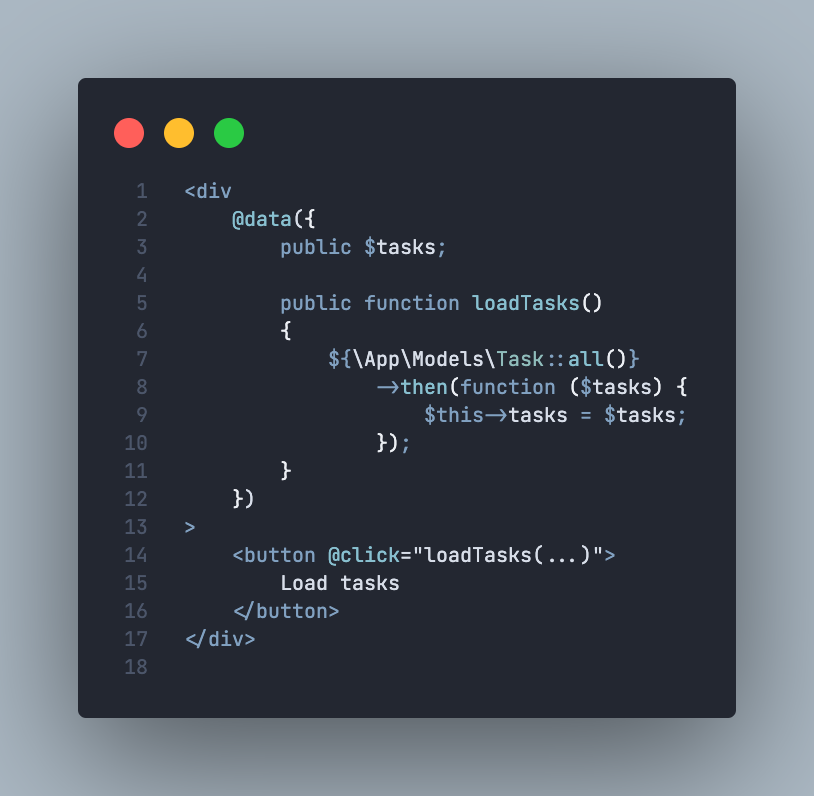 1 <div
2 @data({
3 public $tasks;
4
5 public function loadTasks()
6 {
7 ${\App\Models\Task::all()}
8 ->then(function ($tasks) {
9 $this->tasks = $tasks;
10 });
11 }
12 })
13 >
14 <button @click="loadTasks(...)">
15 Load tasks
16 </button>
17 </div>
18